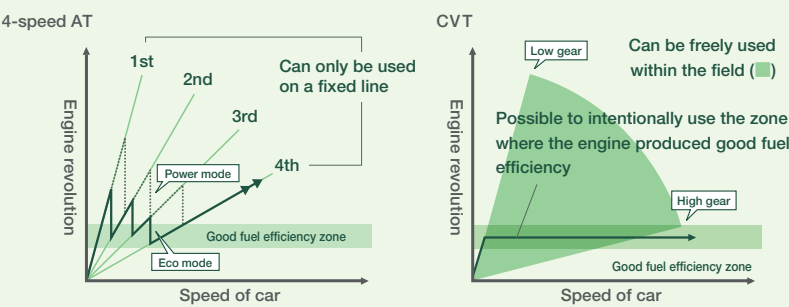 4-speed AT
1st
2nd
3rd
4th
Can only be used
on a fixed line
Engine revolution
Power mode
Good fuel efficiency zone
Eco mode
Speed of car
CVT
Low gear
Can be freely used
within the field ( )
Possible to intentionally use the zone
where the engine produced good fuel
efficiency
Engine revolution
High gear
Good fuel efficiency zone
Speed of car